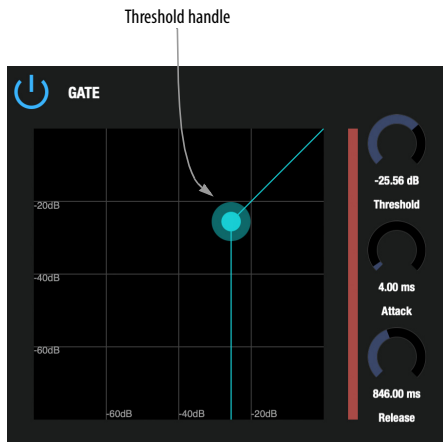 Threshold handle
GATE
-25.56 dB
Threshold
-20dB
-40dB
4.00 ms
Attack
-60dB
846.00 ms
Release
-60dB
-40dB
-20dB